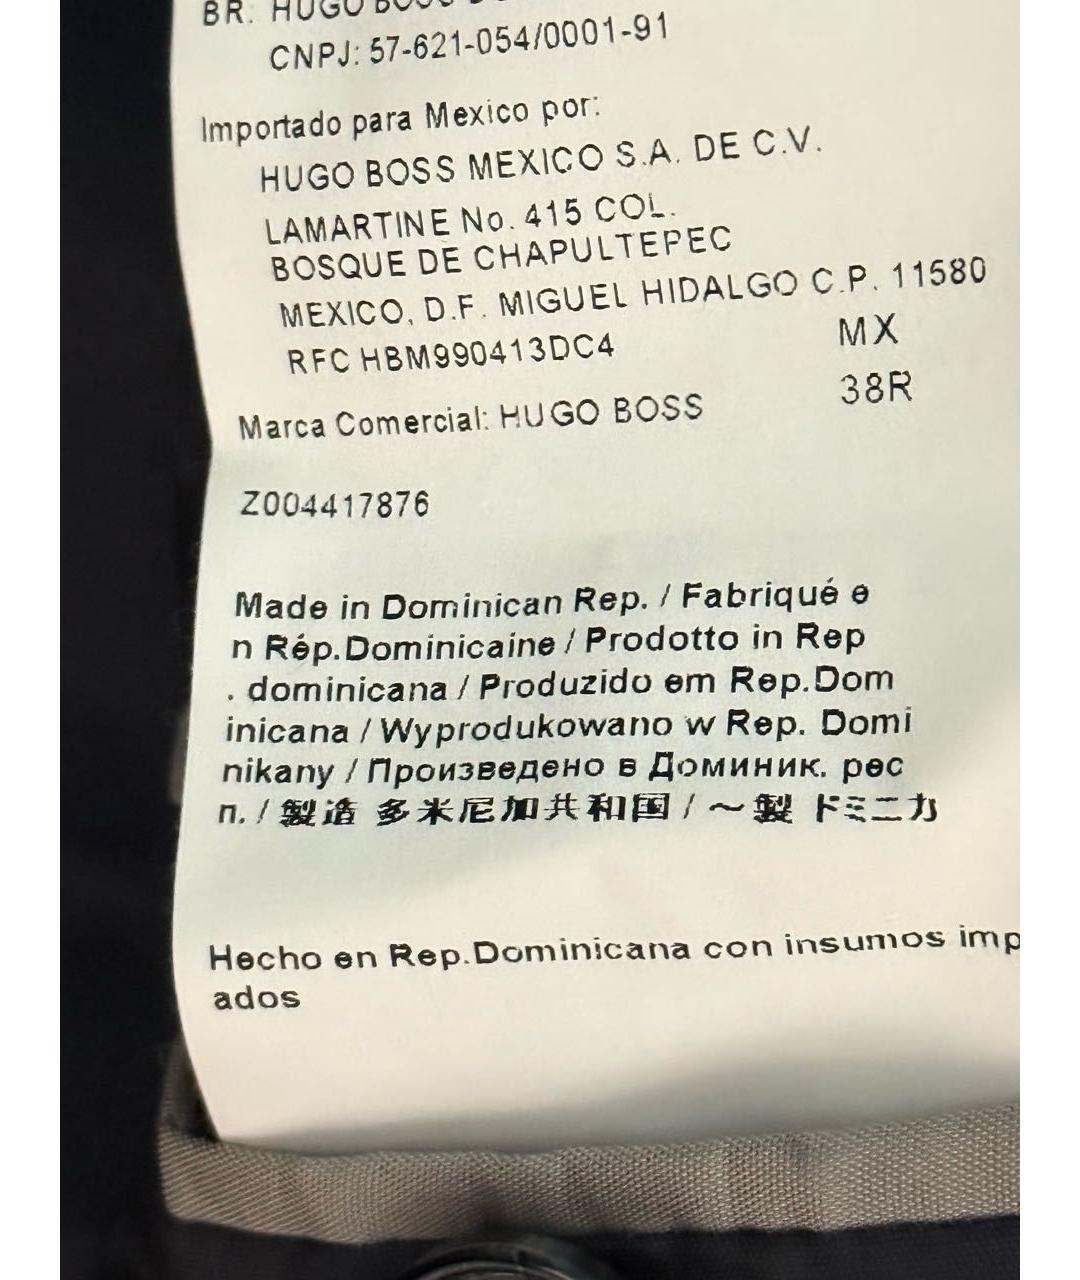 BR: HUGO BOSS
CNPJ: 57-621-054/0001-91
Importado para Mexico por:
HUGO BOSS MEXICO S.A. DE C.V.
LAMARTINE No. 415 COL.
BOSQUE DE CHAPULTEPEC
MEXICO, D.F. MIGUEL HIDALGO C.P. 11580
RFC HBM990413DC4 MX
38R
Marca Comercial: HUGO BOSS
Z004417876
Made in Dominican Rep. / Fabriqué e
n Rép.Dominicaine / Prodotto in Rep
. dominicana / Produzido em Rep.Dom
inicana / Wyprodukowano w Rep. Domi
nikany / Произведено в Доминик. рес
п. / 製造 多米尼加共和国 / ～製 ドミニカ
Hecho en Rep.Dominicana con insumos imp
ados